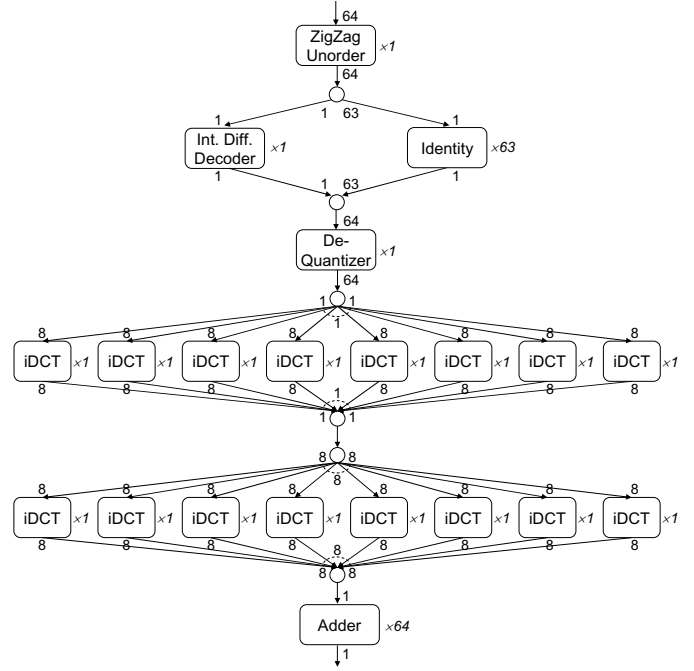 64
ZigZag
Unorder
×1
64
1 63
1 1
Int. Diff.
Decoder
×1
Identity
×63
1 1
1 63
64
De-
Quantizer
×1
64
1 1
1
8 8 8 8 8 8 8 8
iDCT ×1 iDCT ×1 iDCT ×1 iDCT ×1 iDCT ×1 iDCT ×1 iDCT ×1 iDCT ×1
8 8 8 8 8 8 8 8
1
1 1
8 8
8
8 8 8 8 8 8 8 8
iDCT ×1 iDCT ×1 iDCT ×1 iDCT ×1 iDCT ×1 iDCT ×1 iDCT ×1 iDCT ×1
8 8 8 8 8 8 8 8
8
8 8
1
Adder ×64
1